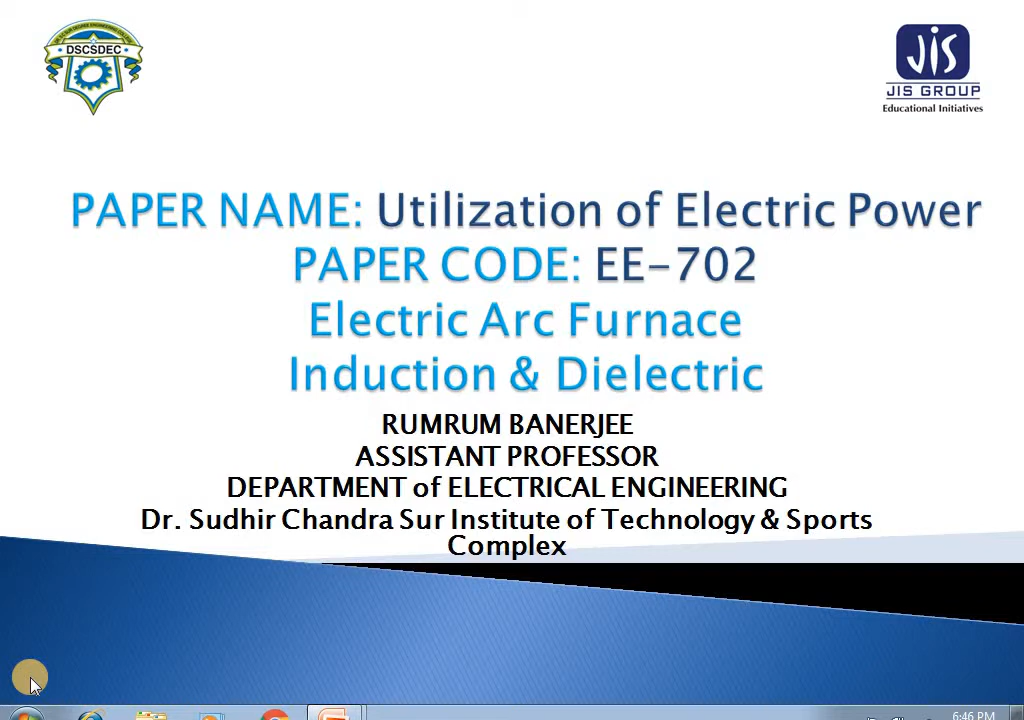 DSCSDEC
JIS
JIS GROUP
Educational Initiatives
PAPER NAME: Utilization of Electric Power
PAPER CODE: EE-702
Electric Arc Furnace
Induction & Dielectric
RUMRUM BANERJEE
ASSISTANT PROFESSOR
DEPARTMENT of ELECTRICAL ENGINEERING
Dr. Sudhir Chandra Sur Institute of Technology & Sports
Complex
6:46 PM